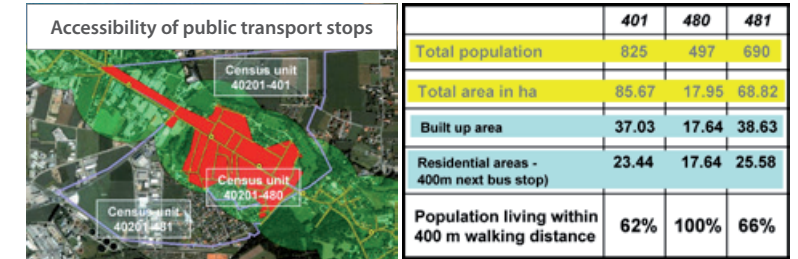 Accessibility of public transport stops
Census unit
40201-401
Census unit
40201-480
Census unit
40201-481
401 480 481
Total population 825 497 690
Total area in ha 85.67 17.95 68.82
Built up area 37.03 17.64 38.63
Residential areas - 23.44 17.64 25.58
400m next bus stop)
Population living within
400 m walking distance 62% 100% 66%